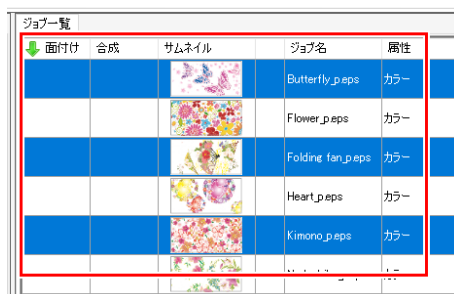 ジョブ一覧
面付け 合成 サムネイル ジョブ名 属性
Butterfly_p.eps カラー
Flower_p.eps カラー
Folding fan_p.eps カラー
Heart_p.eps カラー
Kimono_p.eps カラー